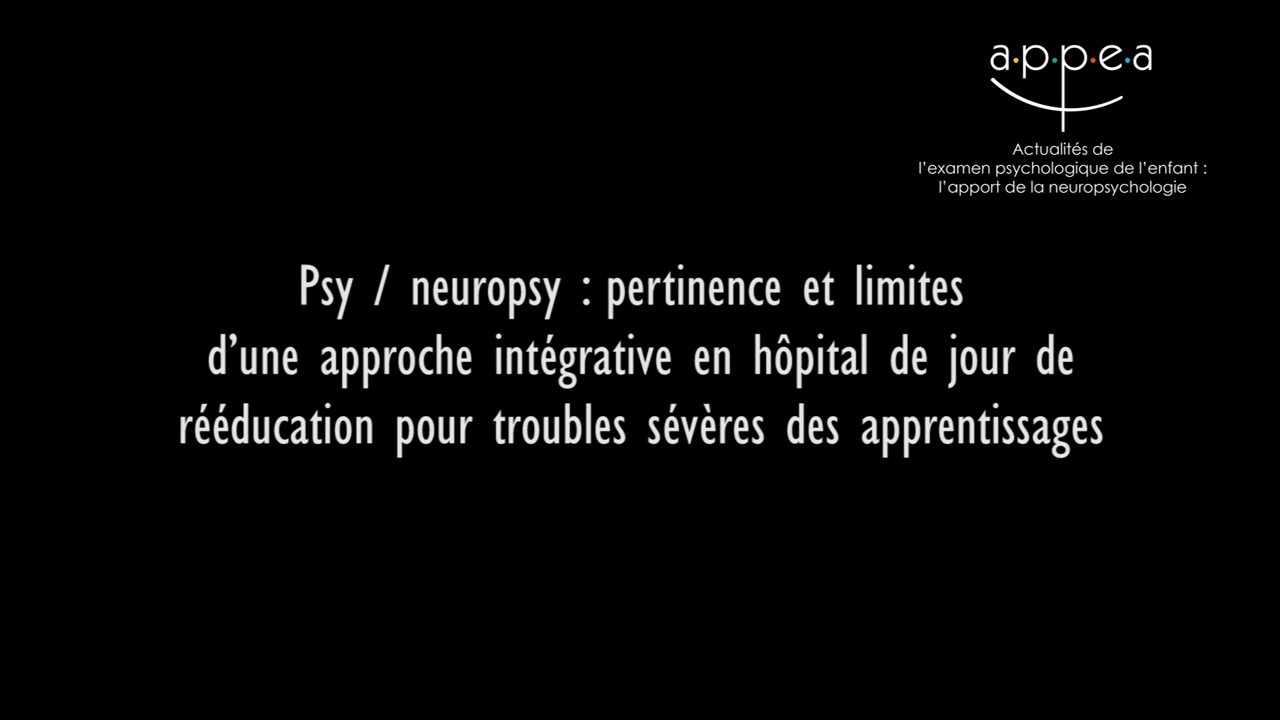 a·p·p·e·a
Actualités de
l'examen psychologique de l'enfant :
l'apport de la neuropsychologie
Psy / neuropsy : pertinence et limites
d'une approche intégrative en hôpital de jour de
rééducation pour troubles sévères des apprentissages